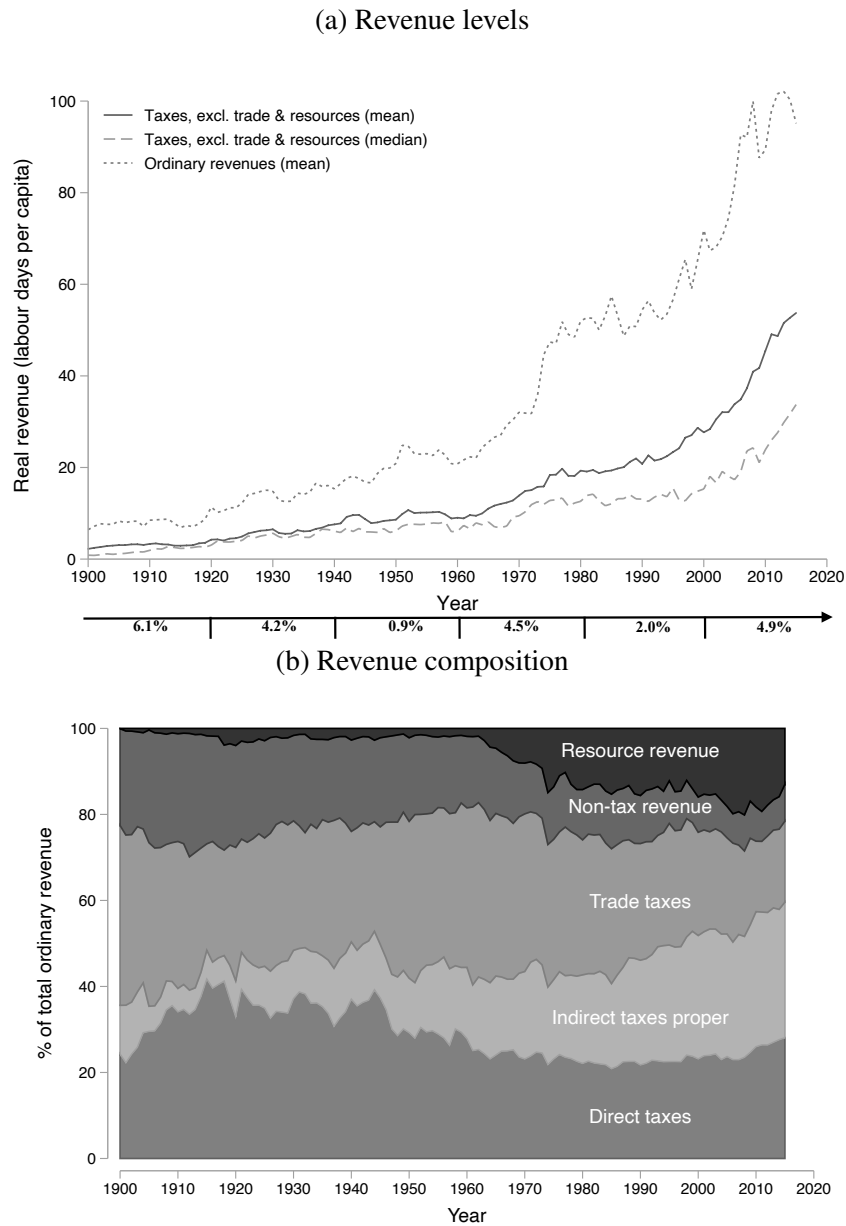 (a) Revenue levels
100
80
60
40
20
0
Real revenue (labour days per capita)
Taxes, excl. trade & resources (mean)
Taxes, excl. trade & resources (median)
Ordinary revenues (mean)
1900 1910 1920 1930 1940 1950 1960 1970 1980 1990 2000 2010 2020
Year
6.1% 4.2% 0.9% 4.5% 2.0% 4.9%
(b) Revenue composition
100
80
60
40
20
0
% of total ordinary revenue
Resource revenue
Non-tax revenue
Trade taxes
Indirect taxes proper
Direct taxes
1900 1910 1920 1930 1940 1950 1960 1970 1980 1990 2000 2010 2020
Year